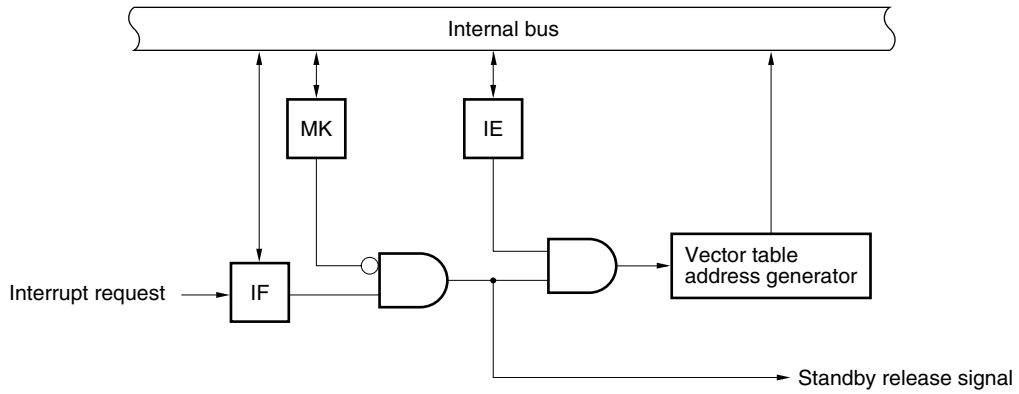 Internal bus
MK
IE
Vector table
address generator
Interrupt request
IF
Standby release signal